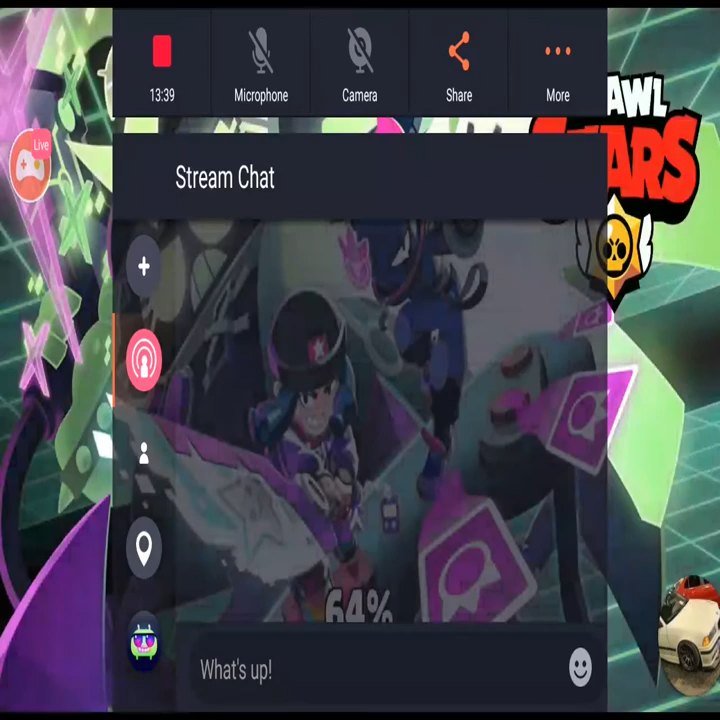 13:39
Microphone
Camera
Share
More
Live
AWL
ARS
Stream Chat
64%
What's up!